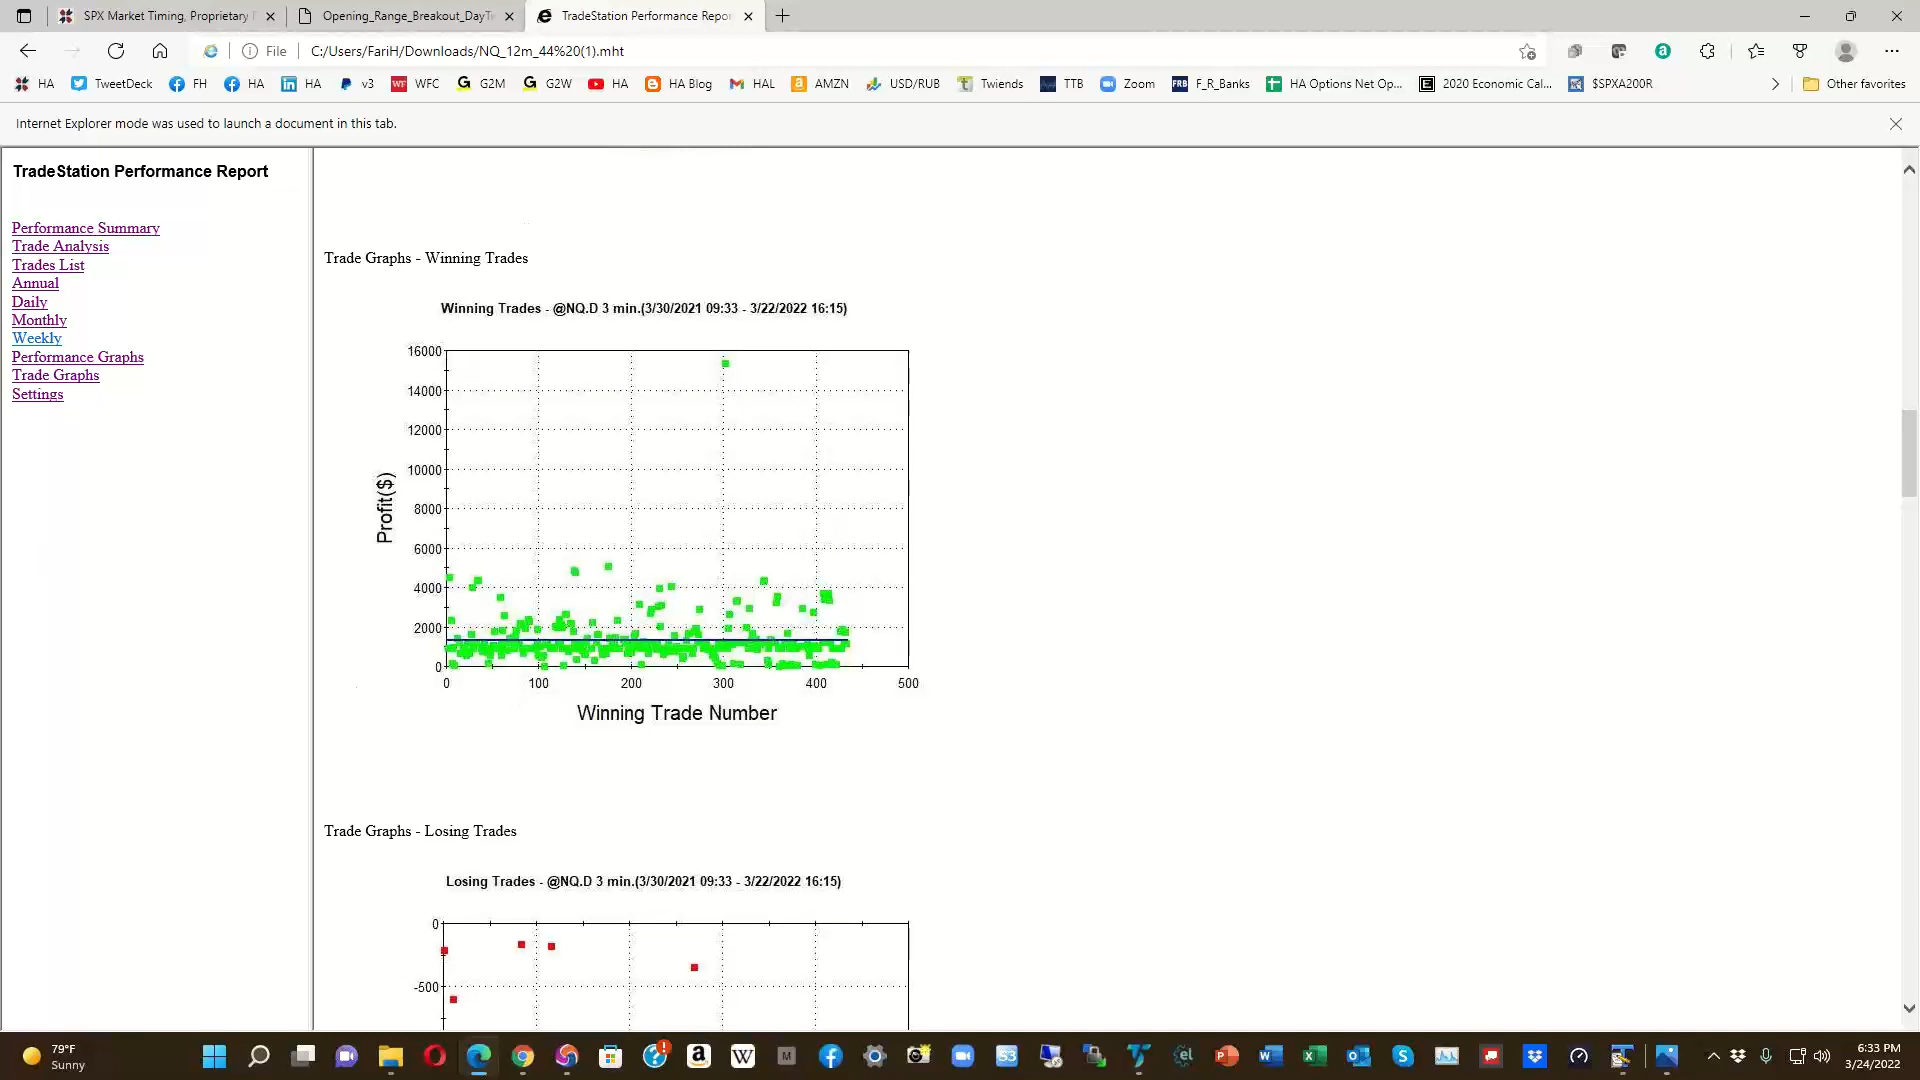 SPX Market Timing, Proprietary
Opening_Range_Breakout_DayT
TradeStation Performance Repor
File
C:/Users/FariH/Downloads/NQ_12m_44%20(1).mht
HA
TweetDeck
FH
HA
HA
v3
WFC
G2M
G2W
HA
HA Blog
HAL
AMZN
USD/RUB
Twiends
TTB
Zoom
F_R_Banks
HA Options Net Op...
2020 Economic Cal...
$SPXA200R
Other favorites
Internet Explorer mode was used to launch a document in this tab.
TradeStation Performance Report
Performance Summary
Trade Analysis
Trades List
Annual
Daily
Monthly
Weekly
Performance Graphs
Trade Graphs
Settings
Trade Graphs - Winning Trades
Winning Trades - @NQ.D 3 min.(3/30/2021 09:33 - 3/22/2022 16:15)
16000
14000
12000
10000
8000
6000
4000
2000
0
Profit($)
0 100 200 300 400 500
Winning Trade Number
Trade Graphs - Losing Trades
Losing Trades - @NQ.D 3 min.(3/30/2021 09:33 - 3/22/2022 16:15)
0
-500
79°F
Sunny
6:33 PM
3/24/2022